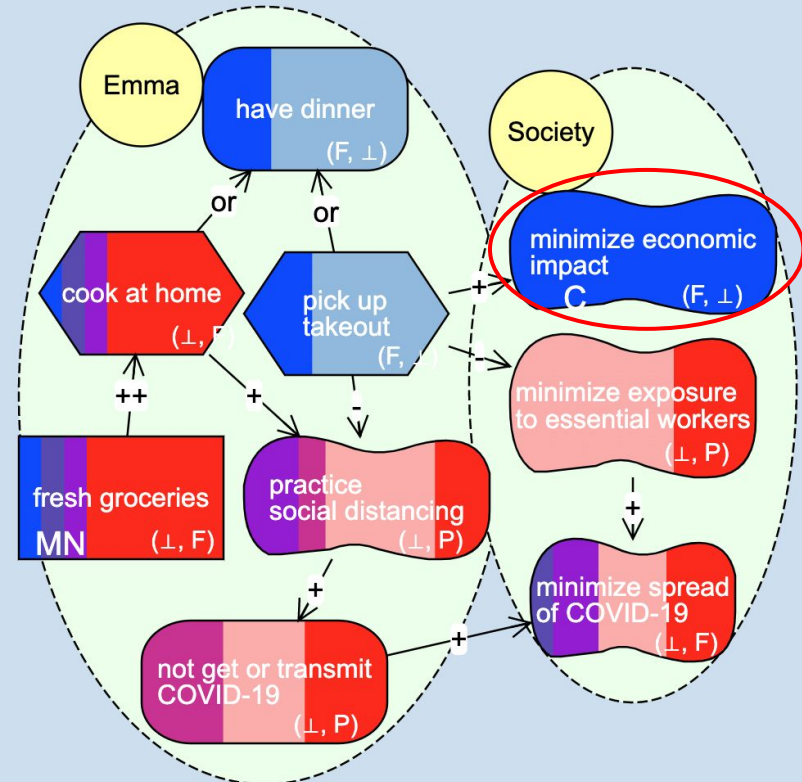 Emma
have dinner
(F, ⊥)
Society
or
or
minimize economic
impact
C
(F, ⊥)
cook at home
(⊥, F)
pick up
takeout
(F, ⊥)
+
-
minimize exposure
to essential workers
(⊥, P)
++
+
-
fresh groceries
MN
(⊥, F)
practice
social distancing
(⊥, P)
+
+
minimize spread
of COVID-19
(⊥, F)
not get or transmit
COVID-19
(⊥, P)
+